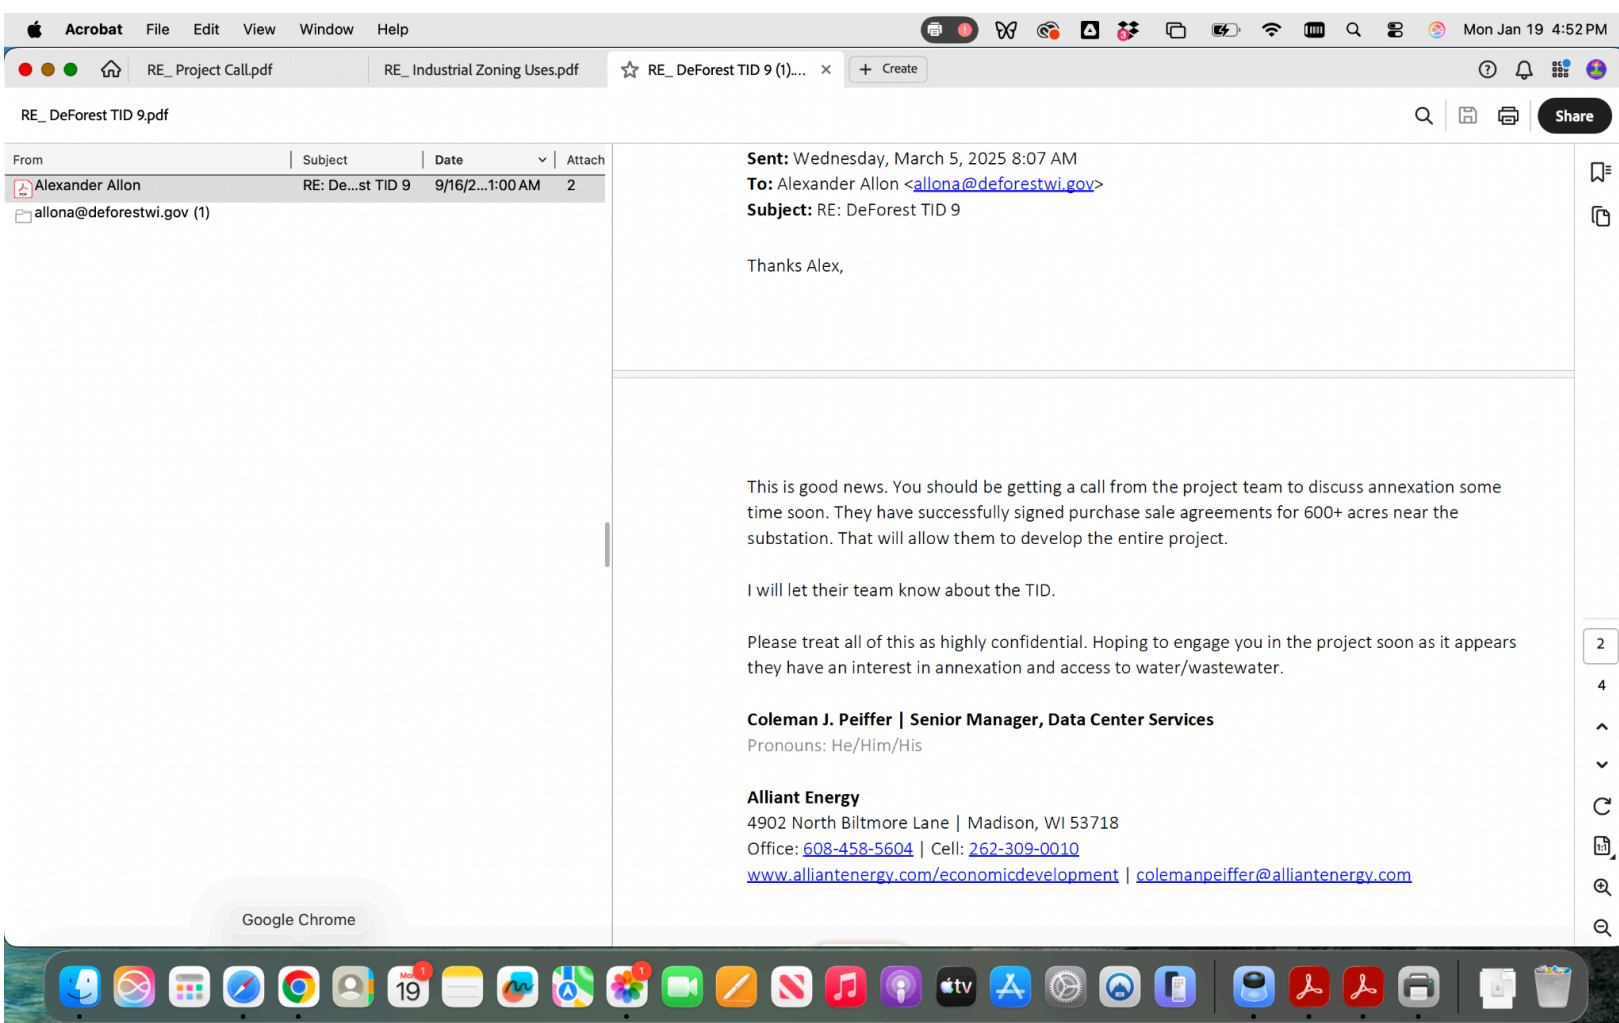 Acrobat File Edit View Window Help
3
Mon Jan 19 4:52 PM
RE_ Project Call.pdf
RE_ Industrial Zoning Uses.pdf
RE_ DeForest TID 9 (1)....
+ Create
RE_ DeForest TID 9.pdf
Share
From Subject Date Attach
Alexander Allon RE: De...st TID 9 9/16/2...1:00 AM 2
allona@deforestwi.gov (1)
Sent: Wednesday, March 5, 2025 8:07 AM
To: Alexander Allon <allona@deforestwi.gov>
Subject: RE: DeForest TID 9
Thanks Alex,
This is good news. You should be getting a call from the project team to discuss annexation some
time soon. They have successfully signed purchase sale agreements for 600+ acres near the
substation. That will allow them to develop the entire project.
I will let their team know about the TID.
Please treat all of this as highly confidential. Hoping to engage you in the project soon as it appears
they have an interest in annexation and access to water/wastewater.
Coleman J. Peiffer | Senior Manager, Data Center Services
Pronouns: He/Him/His
Alliant Energy
4902 North Biltmore Lane | Madison, WI 53718
Office: 608-458-5604 | Cell: 262-309-0010
www.alliantenergy.com/economicdevelopment | colemanpeiffer@alliantenergy.com
2
4
1:1
Google Chrome
1
19
1
tv